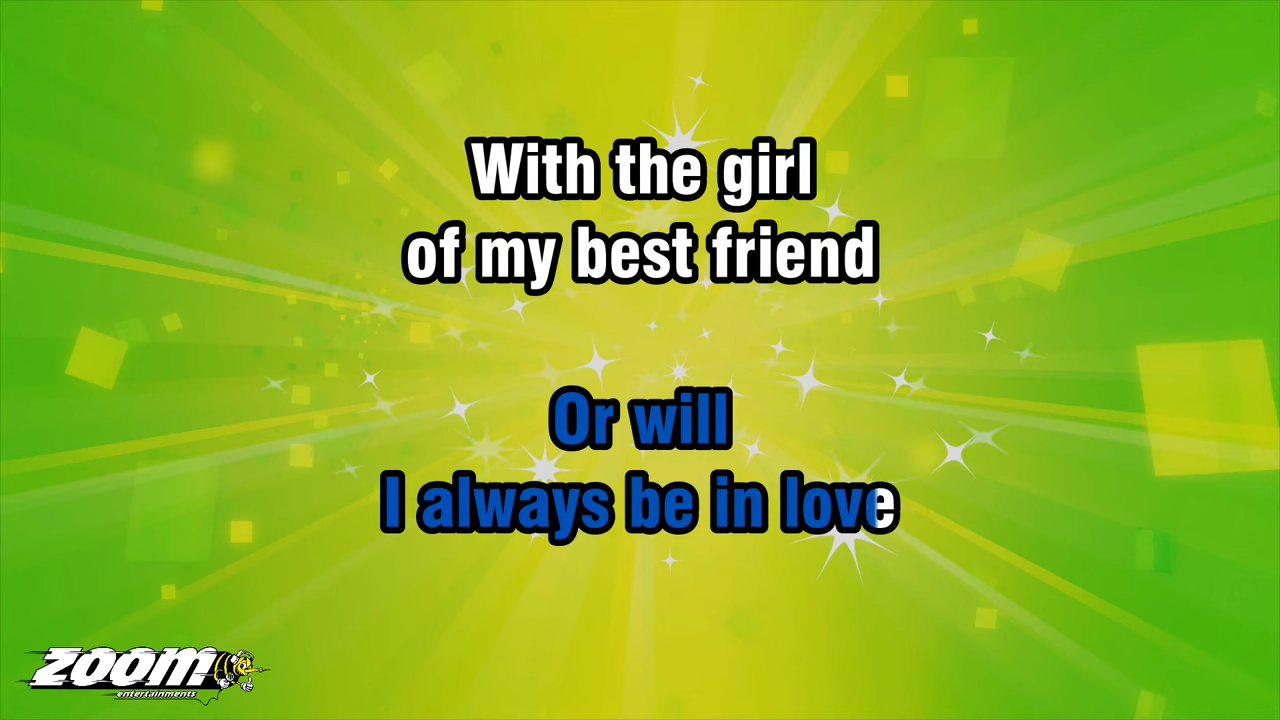 With the girl
of my best friend
Or will
I always be in love
ZOOM
entertainments